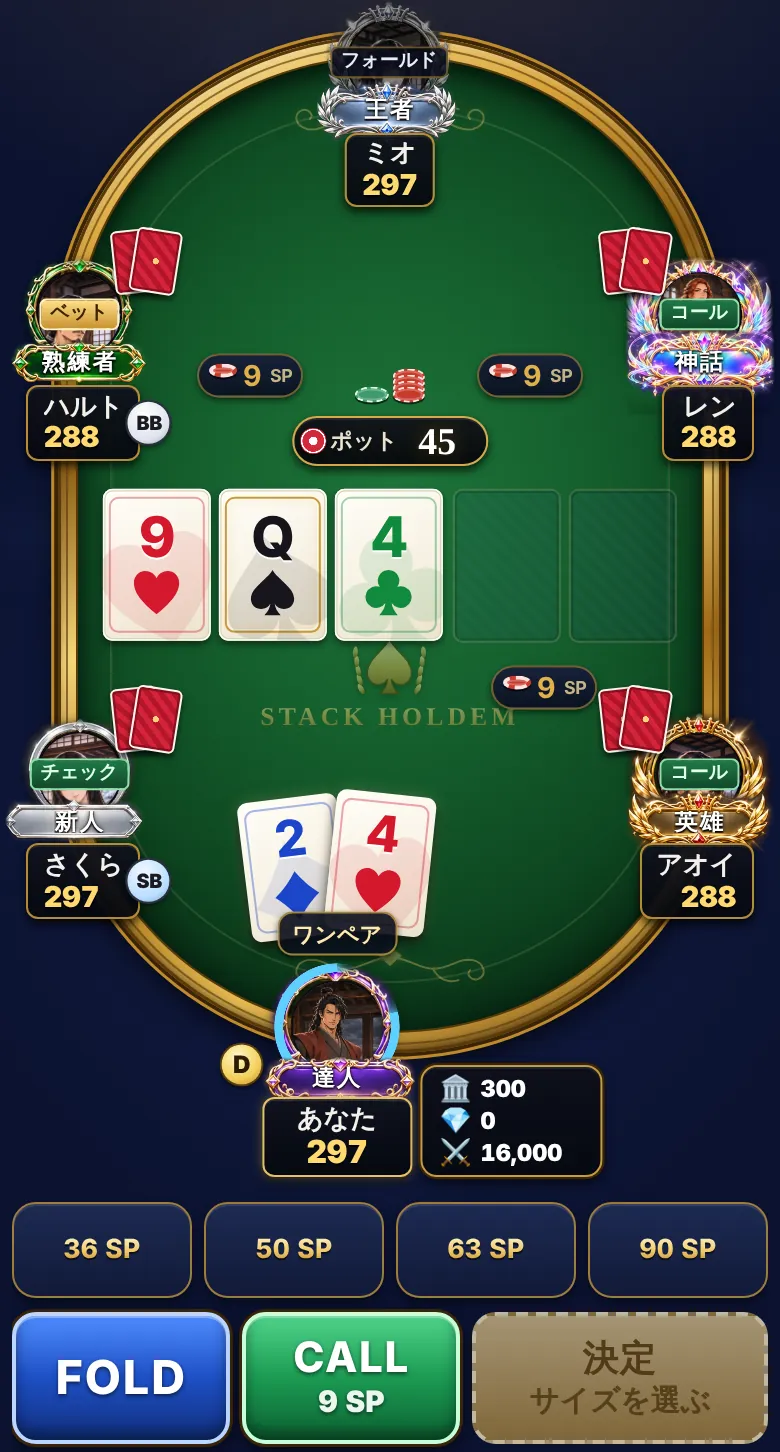 フォールド
王者
ミオ
297
ベット
熟練者
ハルト
288
BB
コール
神話
レン
288
9 SP
9 SP
ポット 45
9
Q
4
9 SP
STACK HOLDEM
チェック
新人
さくら
297
SB
コール
英雄
アオイ
288
2
4
ワンペア
D
達人
あなた
297
300
0
16,000
36 SP
50 SP
63 SP
90 SP
FOLD
CALL
9 SP
決定
サイズを選ぶ